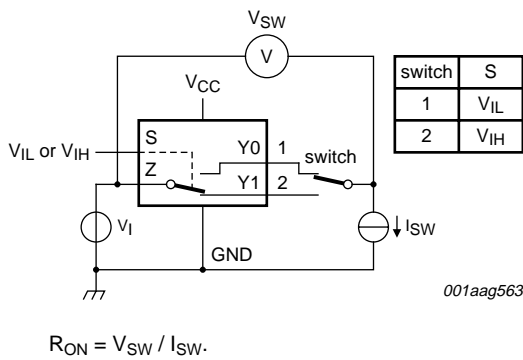 VSW
V
VCC
switch S
1 VIL
2 VIH
S
VIL or VIH
Z
Y0 1
switch
Y1 2
VI
ISW
GND
001aag563
RON = VSW / ISW.